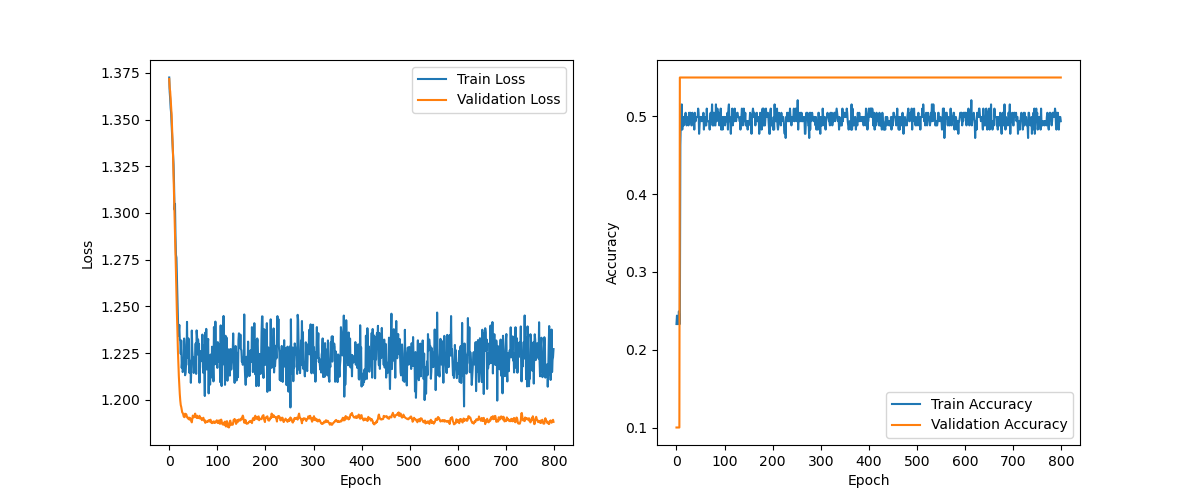 1.375
1.350
1.325
1.300
1.275
1.250
1.225
1.200
Loss
0 100 200 300 400 500 600 700 800
Epoch
Train Loss
Validation Loss
0.5
0.4
0.3
0.2
0.1
Accuracy
0 100 200 300 400 500 600 700 800
Epoch
Train Accuracy
Validation Accuracy